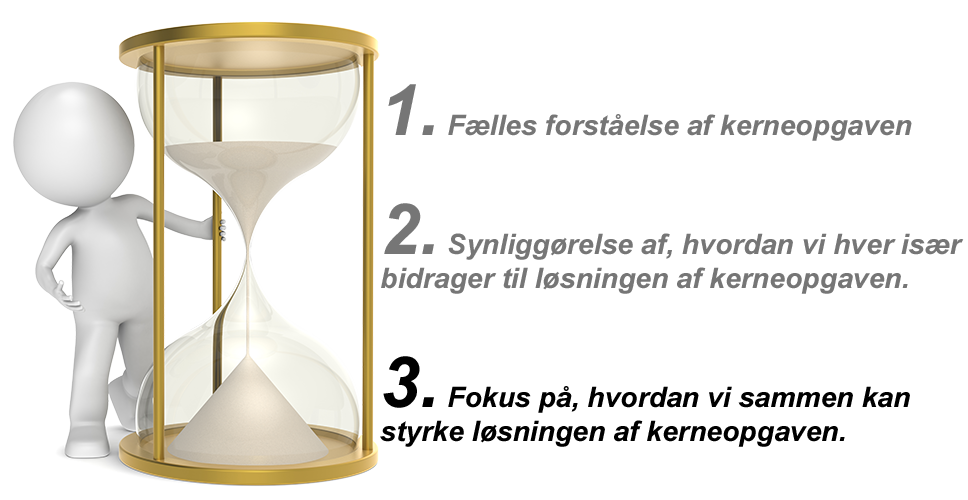 1. Fælles forståelse af kerneopgaven
2. Synliggørelse af, hvordan vi hver især
bidrager til løsningen af kerneopgaven.
3. Fokus på, hvordan vi sammen kan
styrke løsningen af kerneopgaven.